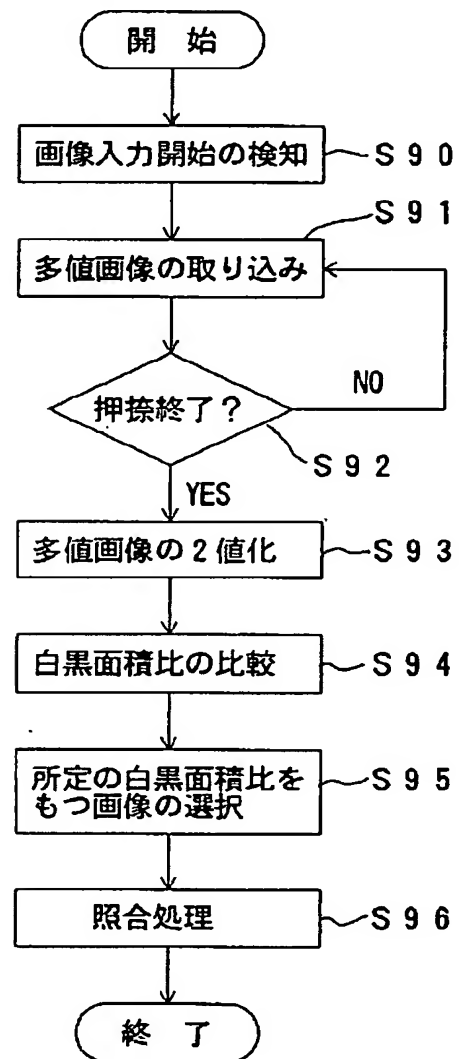 開 始
画像入力開始の検知
S90
S91
多値画像の取り込み
押捺終了?
NO
S92
YES
多値画像の2値化
S93
白黒面積比の比較
S94
所定の白黒面積比を
もつ画像の選択
S95
照合処理
S96
終 了